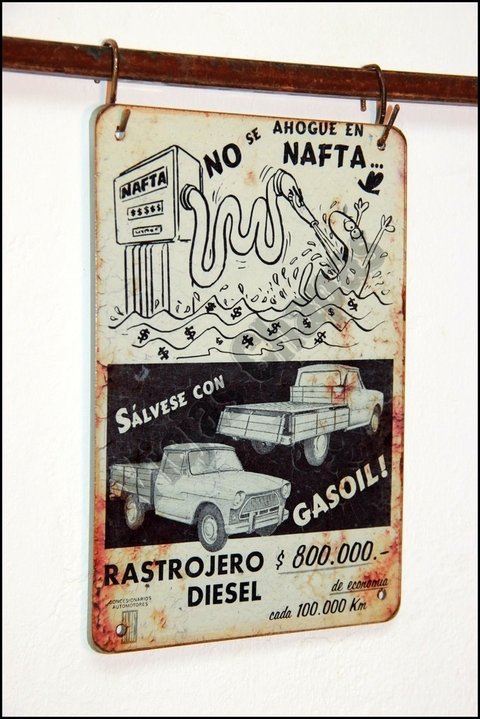 NO SE AHOGUE EN
NAFTA...
NAFTA
$$$$$
SÁLVESE CON
GASOIL!
RASTROJERO
DIESEL
$ 800.000.-
de economia
cada 100.000 Km
CONCESIONARIOS
AUTOMOTORES